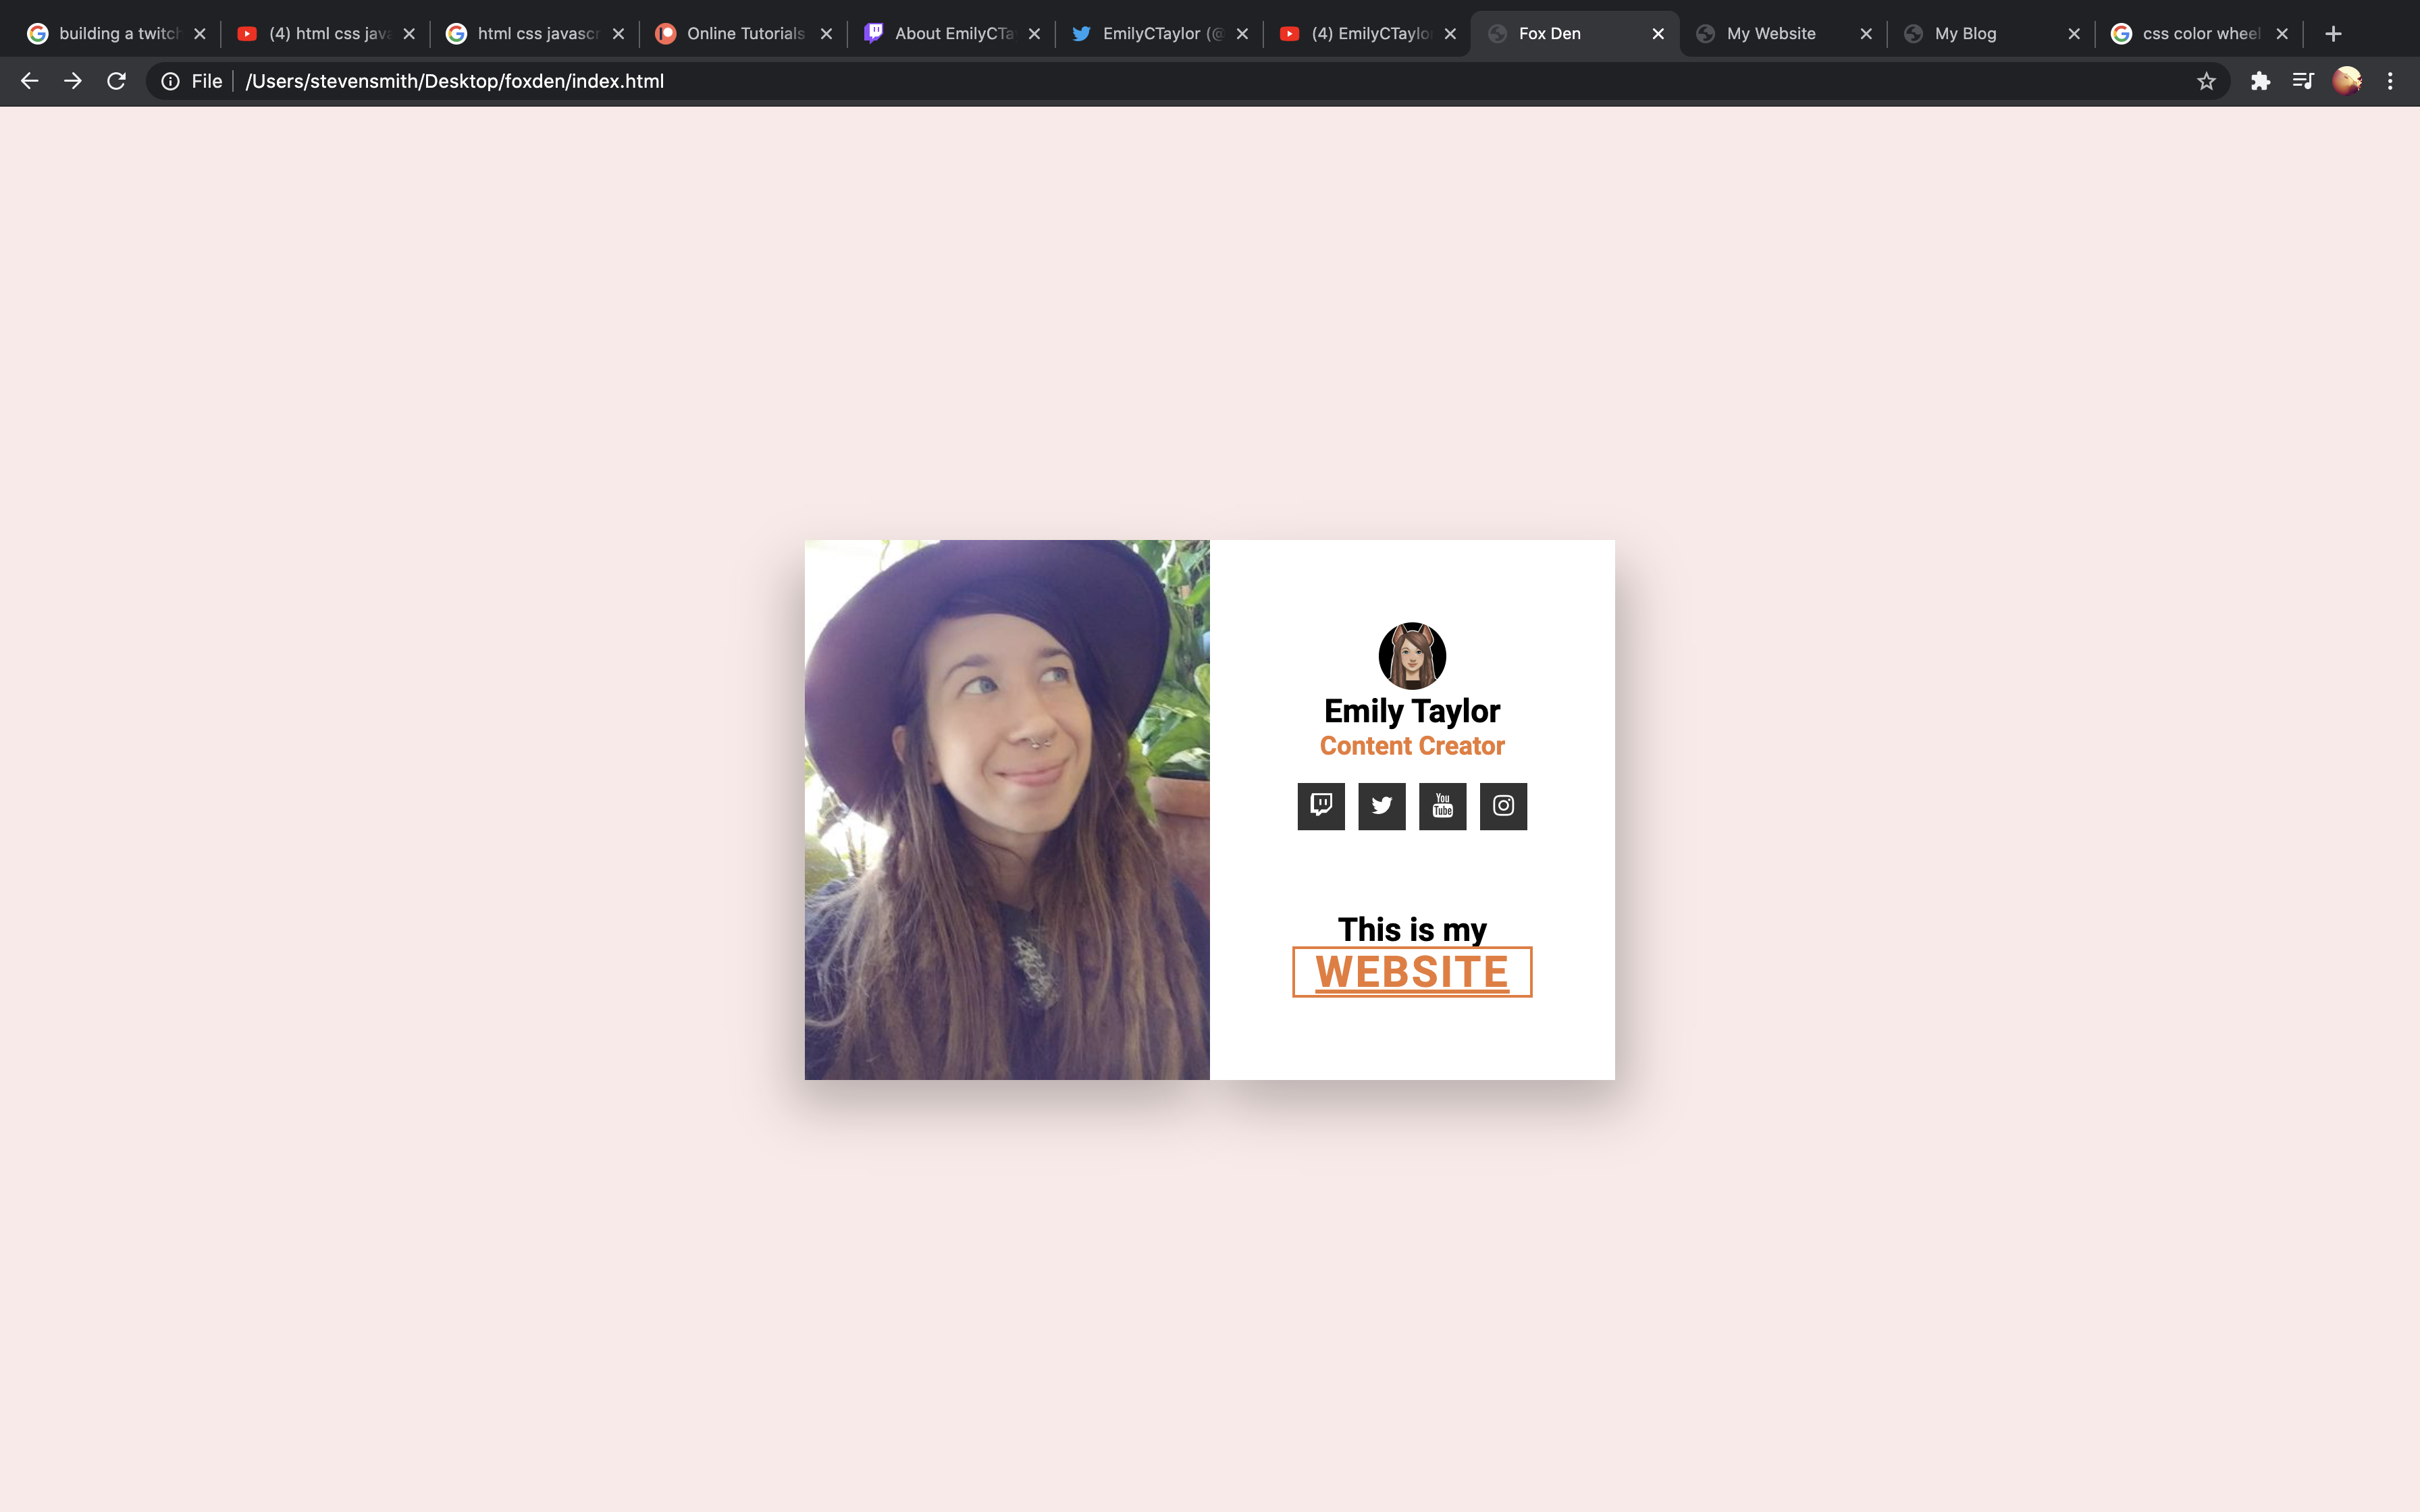 building a twitch
(4) html css java
html css javascr
Online Tutorials
About EmilyCTa
EmilyCTaylor (@
(4) EmilyCTaylo
Fox Den
My Website
My Blog
css color wheel
File
/Users/stevensmith/Desktop/foxden/index.html
Emily Taylor
Content Creator
You
Tube
This is my
WEBSITE